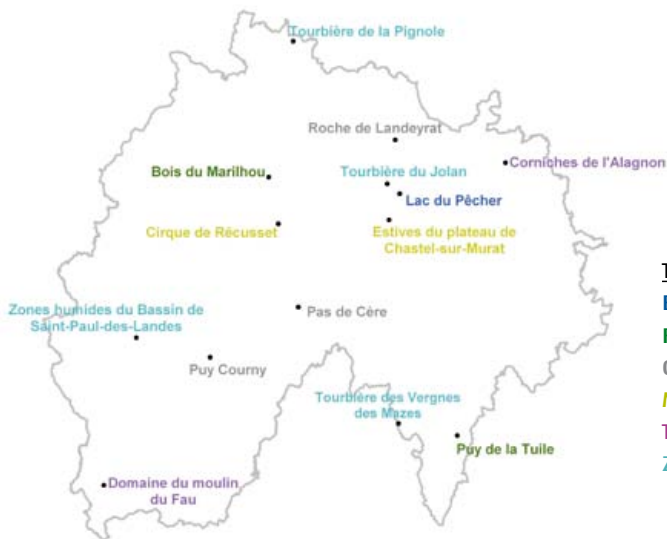 Tourbière de la Pignole
Roche de Landeyrat
Corniches de l'Alagnon
Bois du Marilhou
Tourbière du Jolan
Lac du Pêcher
Cirque de Récusset
Estives du plateau de
Chastel-sur-Murat
Zones humides du Bassin de
Saint-Paul-des-Landes
Pas de Cère
Puy Courny
Tourbière des Vergnes
des Mazes
Puy de la Tuile
Domaine du moulin
du Fau